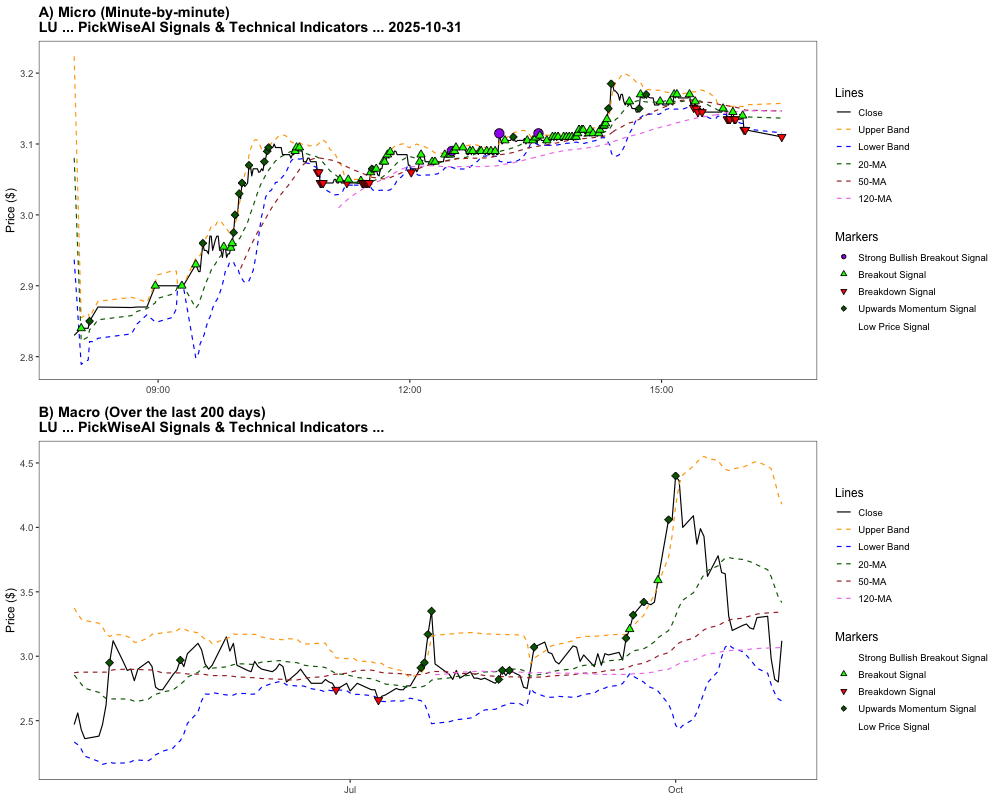 A) Micro (Minute-by-minute)
LU ... PickWiseAI Signals & Technical Indicators ... 2025-10-31
Price ($)
3.2
3.1
3.0
2.9
2.8
09:00
12:00
15:00
Lines
Close
Upper Band
Lower Band
20-MA
50-MA
120-MA
Markers
Strong Bullish Breakout Signal
Breakout Signal
Breakdown Signal
Upwards Momentum Signal
Low Price Signal
B) Macro (Over the last 200 days)
LU ... PickWiseAI Signals & Technical Indicators ...
Price ($)
4.5
4.0
3.5
3.0
2.5
Jul
Oct
Lines
Close
Upper Band
Lower Band
20-MA
50-MA
120-MA
Markers
Strong Bullish Breakout Signal
Breakout Signal
Breakdown Signal
Upwards Momentum Signal
Low Price Signal